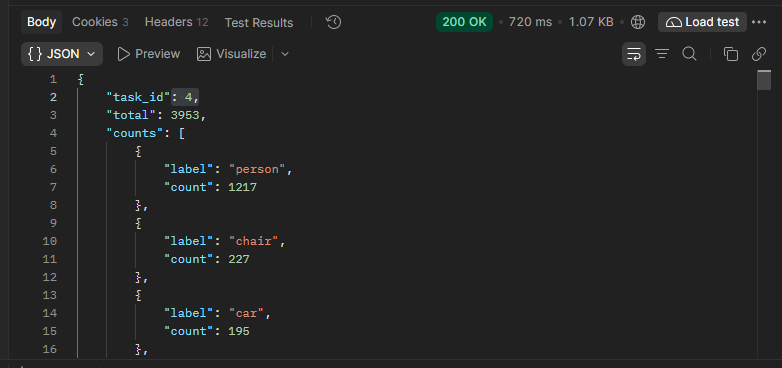 Body Cookies 3 Headers 12 Test Results 200 OK • 720 ms • 1.07 KB • Load test
{} JSON Preview Visualize
1 {
2 "task_id": 4,
3 "total": 3953,
4 "counts": [
5 {
6 "label": "person",
7 "count": 1217
8 },
9 {
10 "label": "chair",
11 "count": 227
12 },
13 {
14 "label": "car",
15 "count": 195
16 },